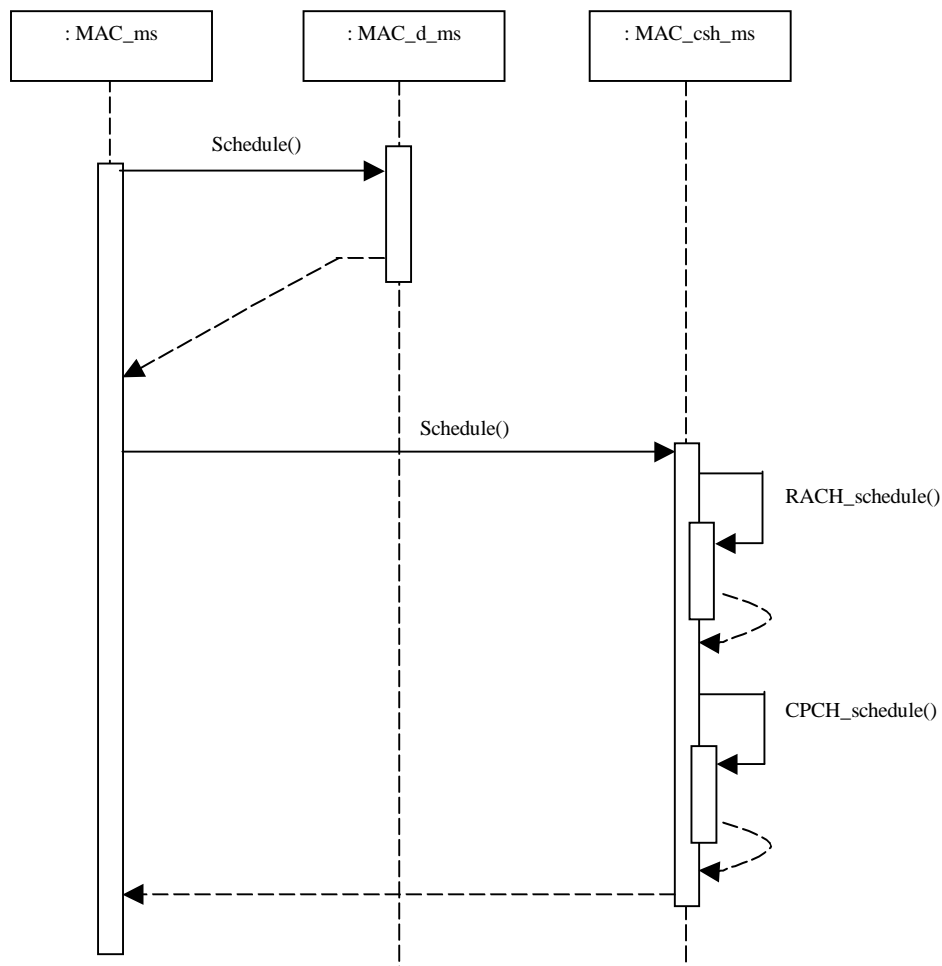 : MAC_ms
: MAC_d_ms
: MAC_csh_ms
Schedule()
Schedule()
RACH_schedule()
CPCH_schedule()